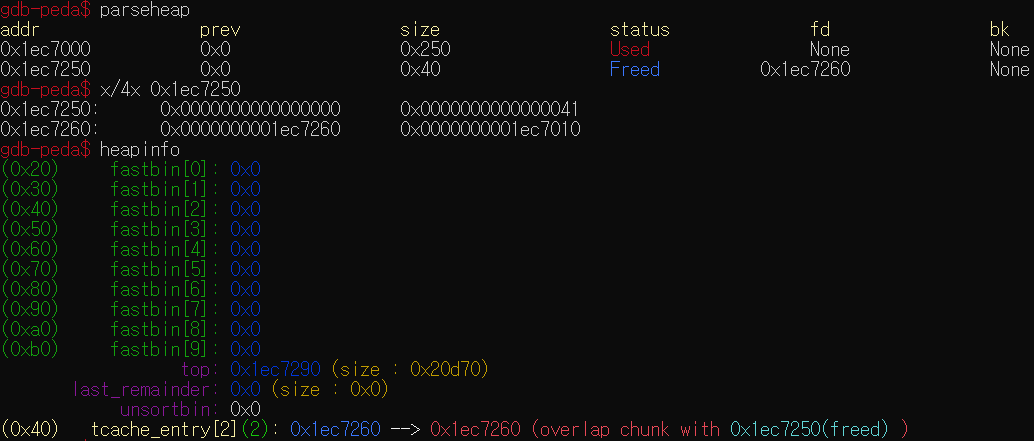 gdb-peda$ parseheap
addr prev size status fd bk
0x1ec7000 0x0 0x250 Used None None
0x1ec7250 0x0 0x40 Freed 0x1ec7260 None
gdb-peda$ x/4x 0x1ec7250
0x1ec7250: 0x0000000000000000 0x0000000000000041
0x1ec7260: 0x0000000001ec7260 0x0000000001ec7010
gdb-peda$ heapinfo
(0x20) fastbin[0]: 0x0
(0x30) fastbin[1]: 0x0
(0x40) fastbin[2]: 0x0
(0x50) fastbin[3]: 0x0
(0x60) fastbin[4]: 0x0
(0x70) fastbin[5]: 0x0
(0x80) fastbin[6]: 0x0
(0x90) fastbin[7]: 0x0
(0xa0) fastbin[8]: 0x0
(0xb0) fastbin[9]: 0x0
top: 0x1ec7290 (size : 0x20d70)
last_remainder: 0x0 (size : 0x0)
unsortbin: 0x0
(0x40) tcache_entry[2](2): 0x1ec7260 --> 0x1ec7260 (overlap chunk with 0x1ec7250(freed) )